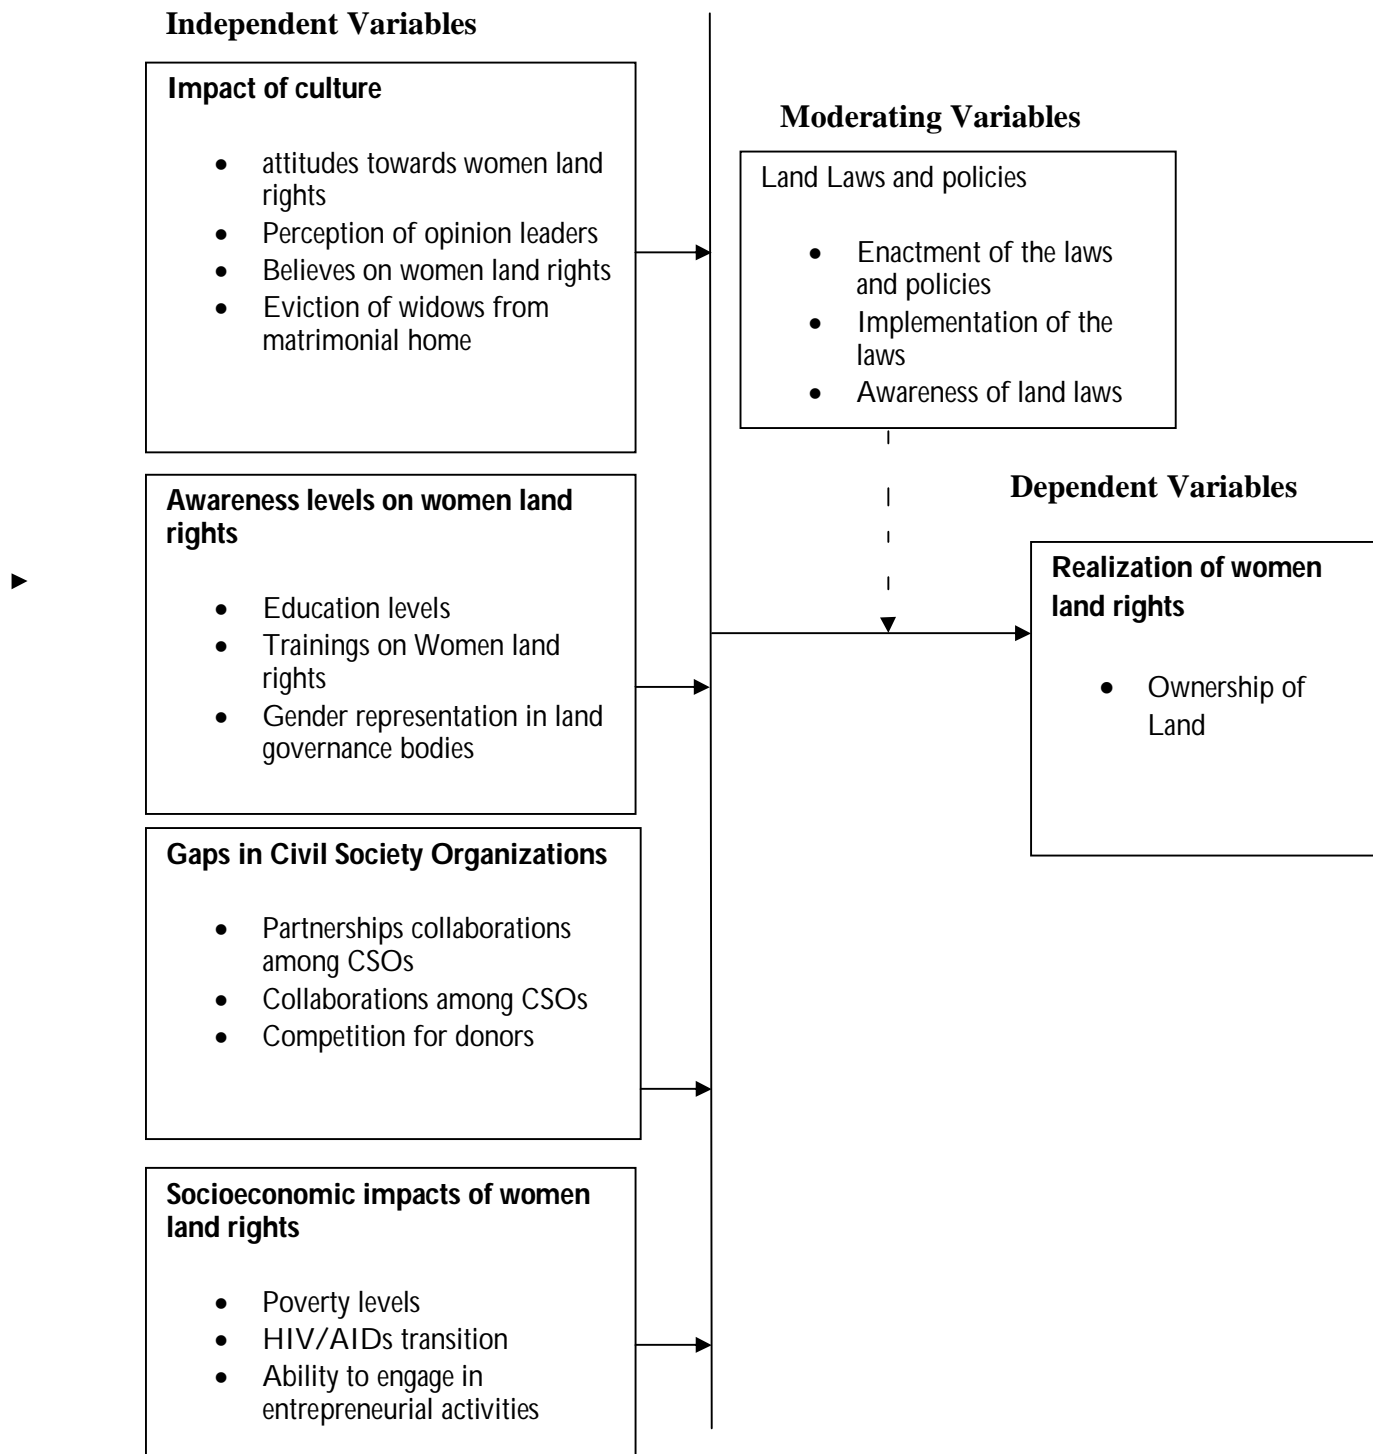 Independent Variables
Impact of culture
• attitudes towards women land
rights
• Perception of opinion leaders
• Believes on women land rights
• Eviction of widows from
matrimonial home
Awareness levels on women land
rights
• Education levels
• Trainings on Women land
rights
• Gender representation in land
governance bodies
Gaps in Civil Society Organizations
• Partnerships collaborations
among CSOs
• Collaborations among CSOs
• Competition for donors
Socioeconomic impacts of women
land rights
• Poverty levels
• HIV/AIDs transition
• Ability to engage in
entrepreneurial activities
Moderating Variables
Land Laws and policies
• Enactment of the laws
and policies
• Implementation of the
laws
• Awareness of land laws
Dependent Variables
Realization of women
land rights
• Ownership of
Land